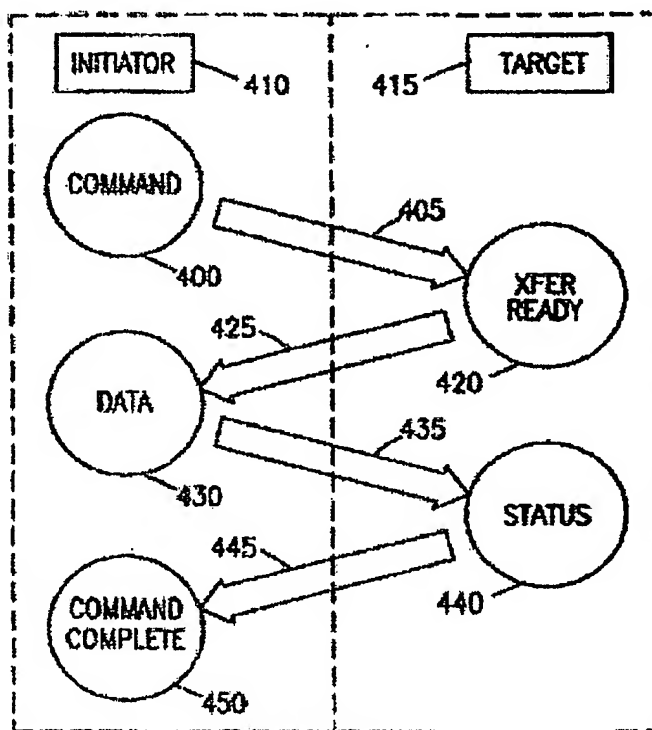 INITIATOR
410
415
TARGET
COMMAND
400
405
XFER
READY
420
425
DATA
430
435
STATUS
440
445
COMMAND
COMPLETE
450